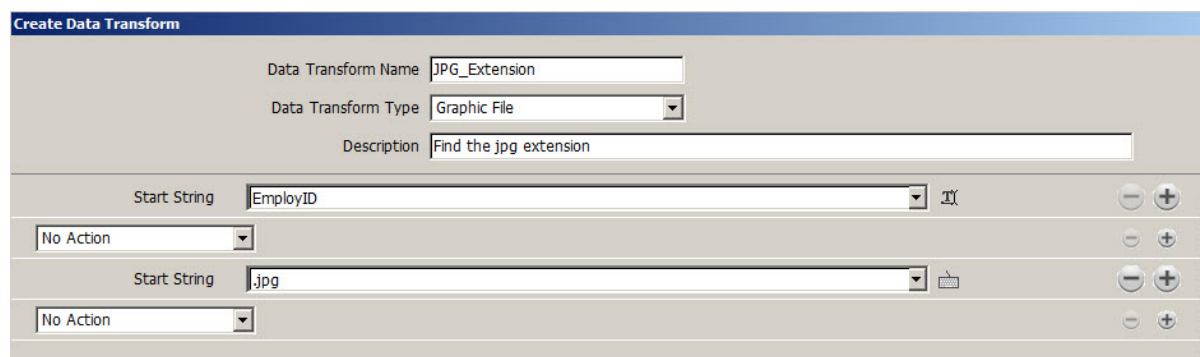 Create Data Transform
Data Transform Name JPG_Extension
Data Transform Type Graphic File
Description Find the jpg extension
Start String EmployID
No Action
Start String .jpg
No Action